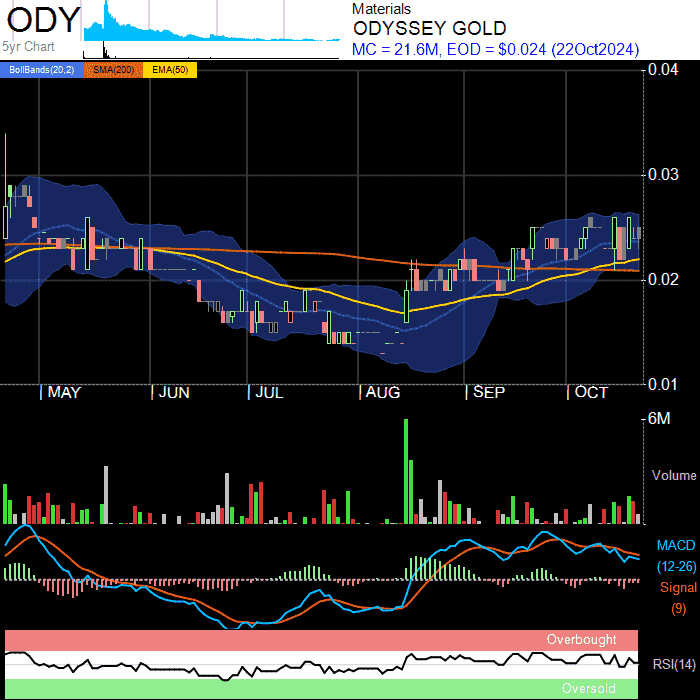 ODY
5yr Chart
Materials
ODYSSEY GOLD
MC = 21.6M, EOD = $0.024 (22Oct2024)
BollBands(20,2) SMA(200) EMA(50)
0.04
0.03
0.02
0.01
MAY JUN JUL AUG SEP OCT
6M
Volume
MACD
(12-26)
Signal
(9)
Overbought
RSI(14)
Oversold